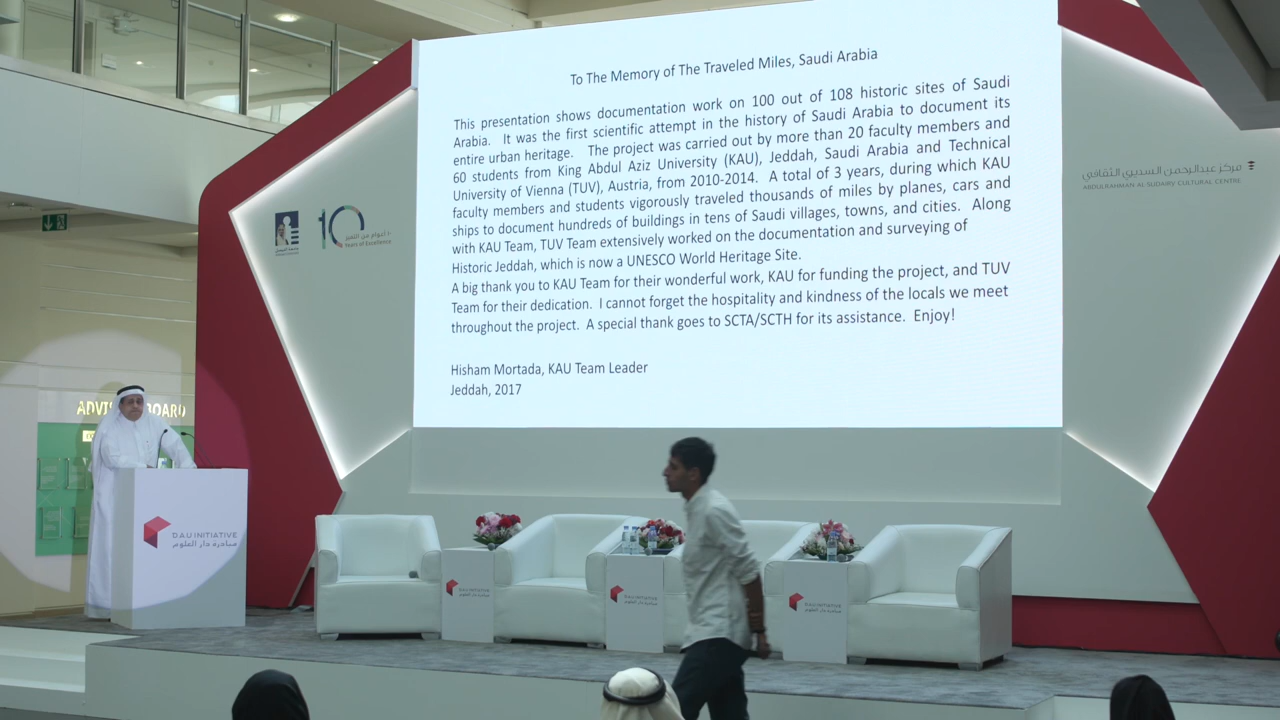 To The Memory of The Traveled Miles, Saudi Arabia
This presentation shows documentation work on 100 out of 108 historic sites of Saudi
Arabia. It was the first scientific attempt in the history of Saudi Arabia to document its
entire urban heritage. The project was carried out by more than 20 faculty members and
60 students from King Abdul Aziz University (KAU), Jeddah, Saudi Arabia and Technical
University of Vienna (TUV), Austria, from 2010-2014. A total of 3 years, during which KAU
faculty members and students vigorously traveled thousands of miles by planes, cars and
ships to document hundreds of buildings in tens of Saudi villages, towns, and cities. Along
with KAU Team, TUV Team extensively worked on the documentation and surveying of
Historic Jeddah, which is now a UNESCO World Heritage Site.
A big thank you to KAU Team for their wonderful work, KAU for funding the project, and TUV
Team for their dedication. I cannot forget the hospitality and kindness of the locals we meet
throughout the project. A special thank goes to SCTA/SCTH for its assistance. Enjoy!
Hisham Mortada, KAU Team Leader
Jeddah, 2017
10
Years of Excellence
مركز عبدالرحمن السديري الثقافي
ABDULRAHMAN AL SUDAIRY CULTURAL CENTRE
ADVIS BOARD
D.A.U INITIATIVE
مبادرة دار العلوم
D.A.U INITIATIVE
D.A.U INITIATIVE
D.A.U INITIATIVE